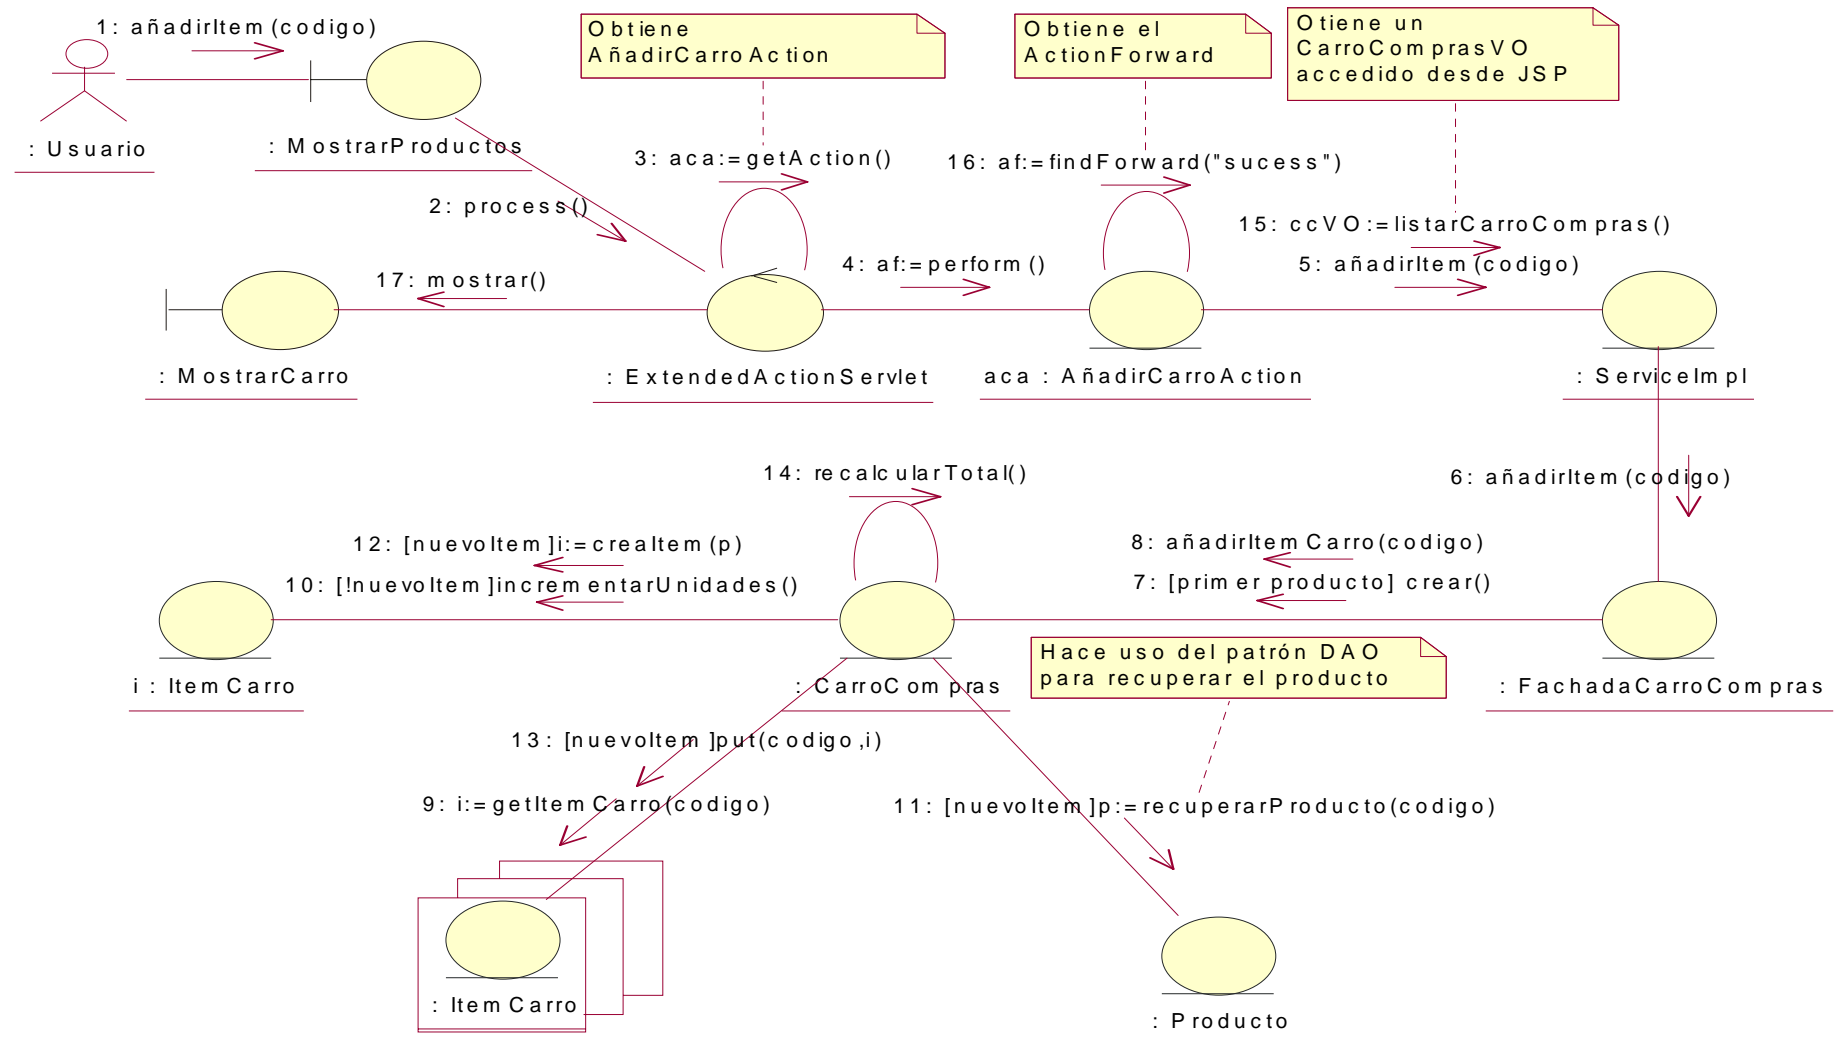 1: añadirItem(codigo)
Obtiene
AñadirCarroAction
Obtiene el
ActionForward
Otiene un
CarroComprasVO
accedido desde JSP
: Usuario
: MostrarProductos
3: aca:=getAction()
16: af:=findForward("sucess")
2: process()
15: ccVO:=listarCarroCompras()
17: mostrar()
4: af:=perform()
5: añadirItem(codigo)
: MostrarCarro
: ExtendedActionServlet
aca : AñadirCarroAction
: ServiceImpl
14: recalcularTotal()
6: añadirItem(codigo)
12: [nuevoItem]i:=creaItem(p)
8: añadirItemCarro(codigo)
10: [!nuevoItem]incrementarUnidades()
7: [primer producto] crear()
Hace uso del patrón DAO
para recuperar el producto
i : ItemCarro
: CarroCompras
: FachadaCarroCompras
13: [nuevoItem]put(codigo,i)
9: i:=getItemCarro(codigo)
11: [nuevoItem]p:=recuperarProducto(codigo)
: ItemCarro
: Producto